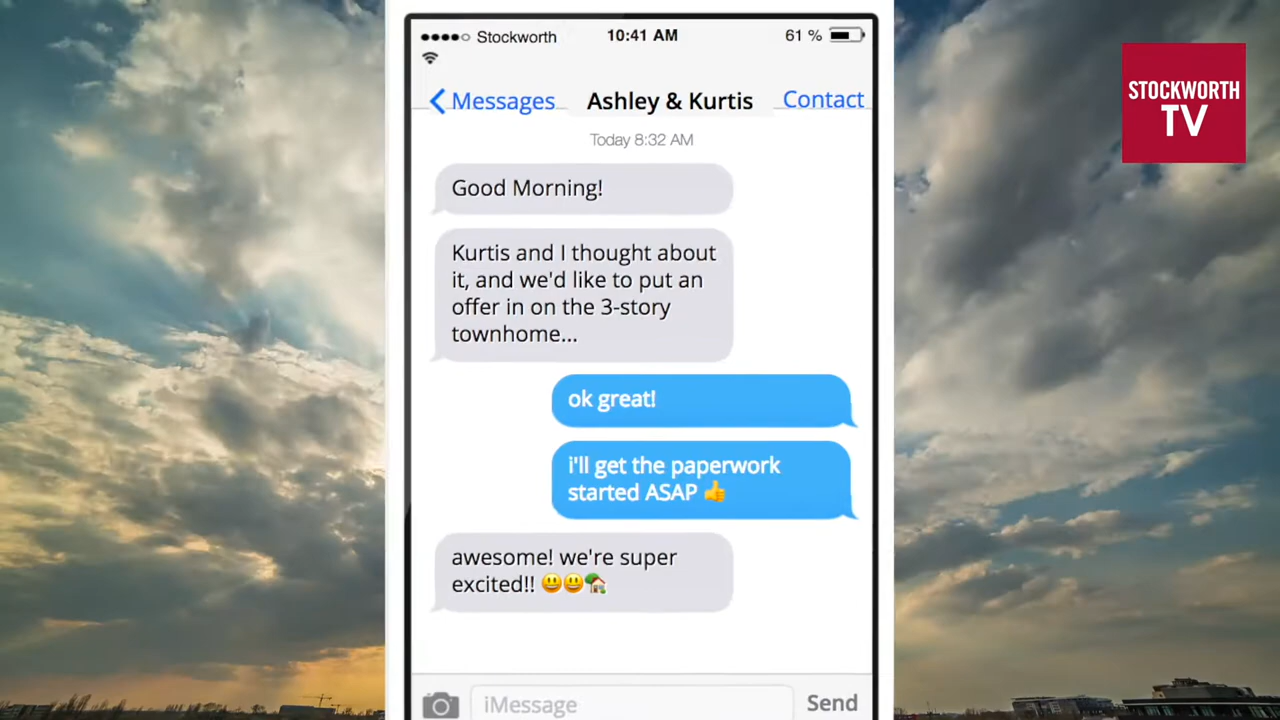 ●●●●○ Stockworth 10:41 AM 61 %
Messages Ashley & Kurtis Contact
Today 8:32 AM
Good Morning!
Kurtis and I thought about
it, and we'd like to put an
offer in on the 3-story
townhome...
ok great!
i'll get the paperwork
started ASAP 👍
awesome! we're super
excited!! 😃😃🏡
iMessage Send
STOCKWORTH
TV